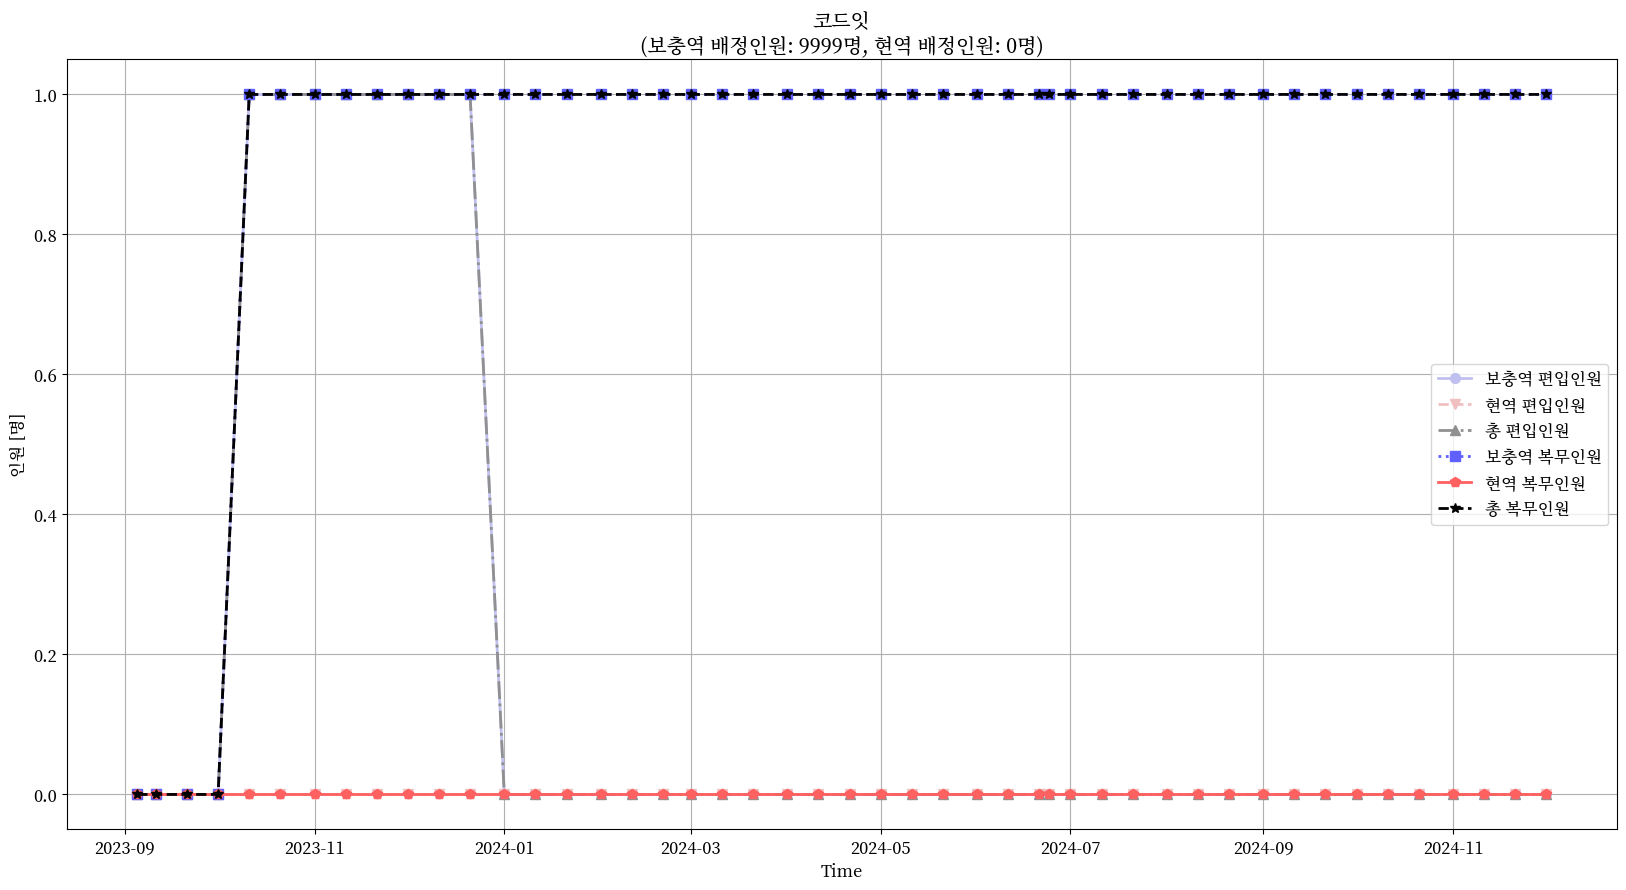 코드잇
(보충역 배정인원: 9999명, 현역 배정인원: 0명)
인원 [명]
1.0
0.8
0.6
0.4
0.2
0.0
보충역 편입인원
현역 편입인원
총 편입인원
보충역 복무인원
현역 복무인원
총 복무인원
2023-09 2023-11 2024-01 2024-03 2024-05 2024-07 2024-09 2024-11
Time